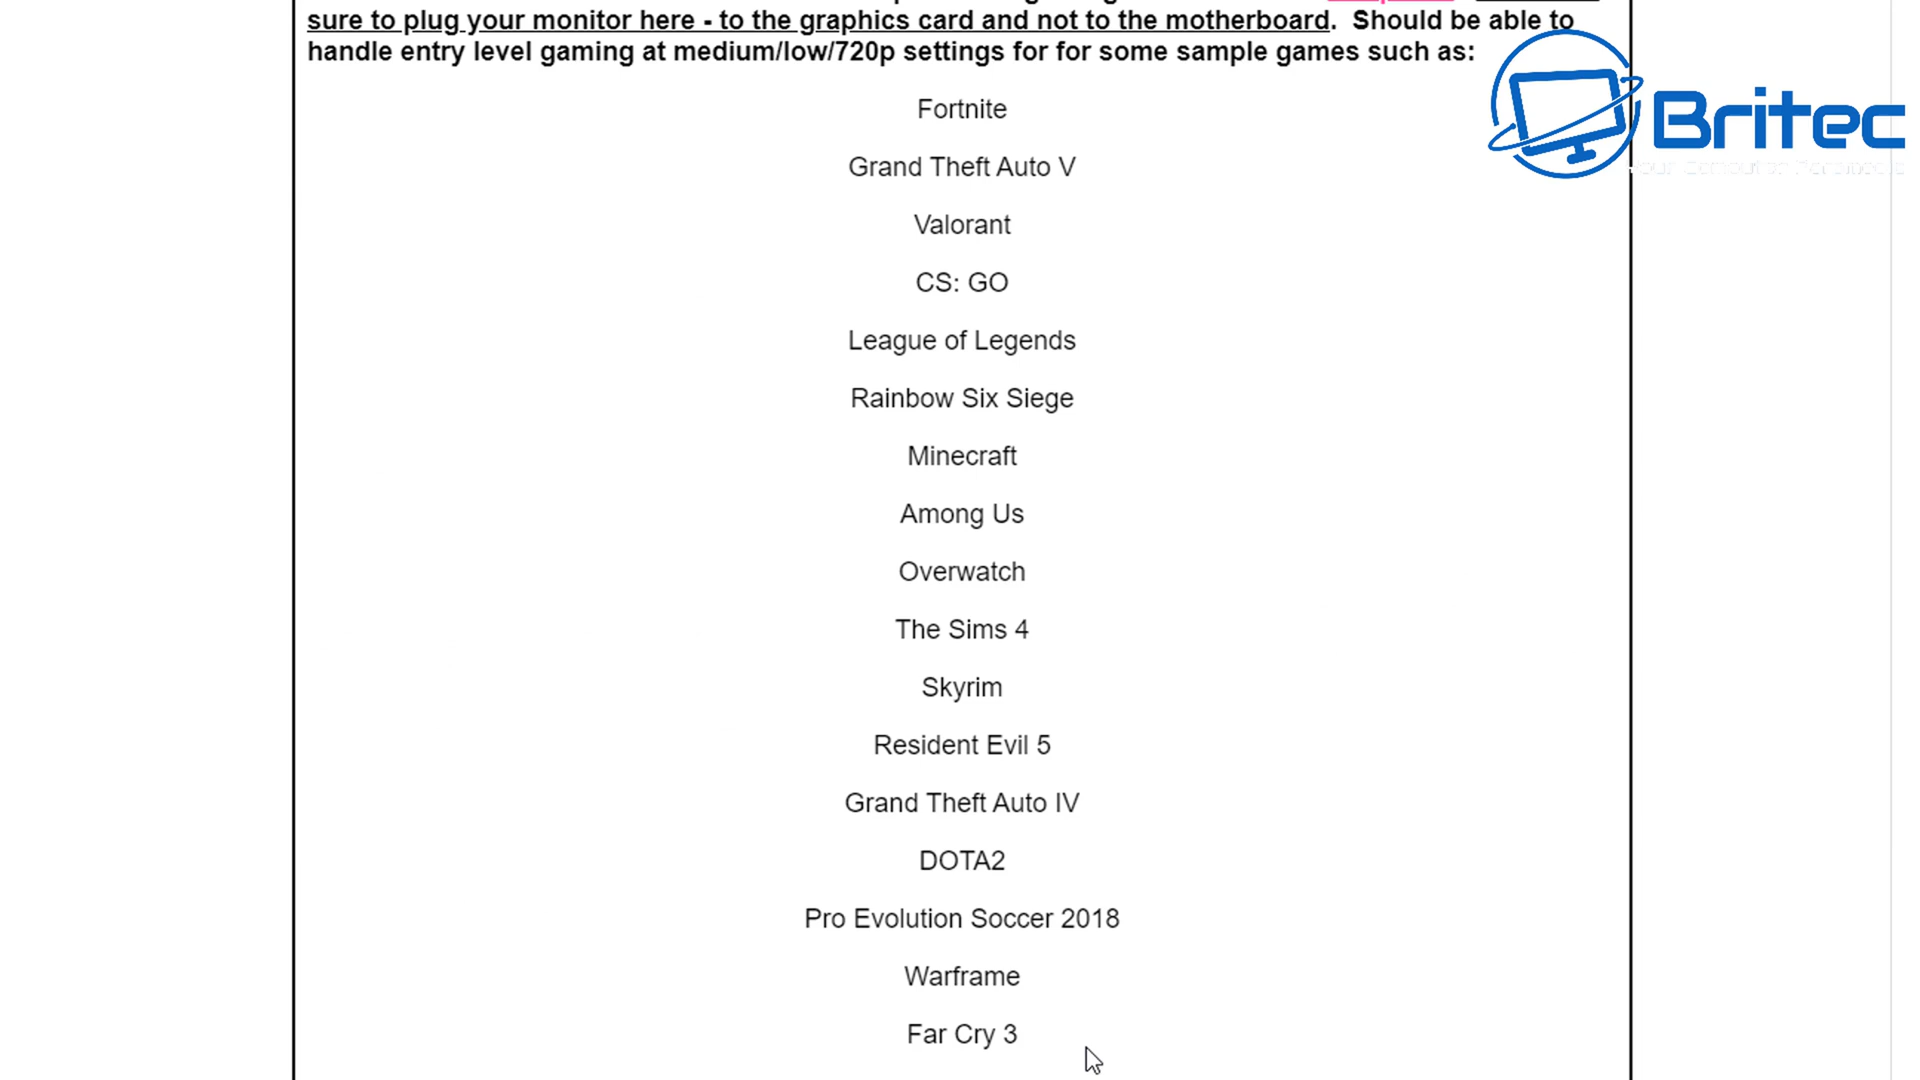 sure to plug your monitor here - to the graphics card and not to the motherboard. Should be able to
handle entry level gaming at medium/low/720p settings for for some sample games such as:
Britec
Fortnite
Grand Theft Auto V
Valorant
CS: GO
League of Legends
Rainbow Six Siege
Minecraft
Among Us
Overwatch
The Sims 4
Skyrim
Resident Evil 5
Grand Theft Auto IV
DOTA2
Pro Evolution Soccer 2018
Warframe
Far Cry 3